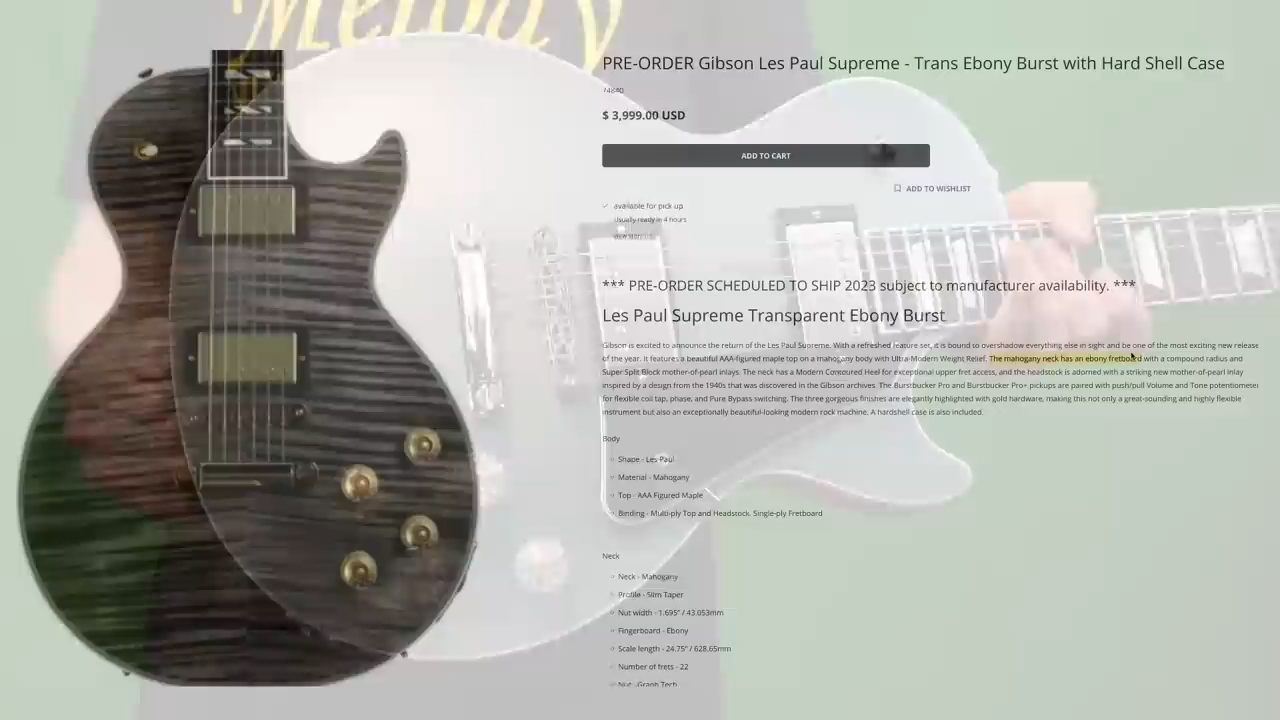 Melody
PRE-ORDER Gibson Les Paul Supreme - Trans Ebony Burst with Hard Shell Case
$ 3,999.00 USD
ADD TO CART
ADD TO WISHLIST
available for pick up
Usually ready in 4 hours
*** PRE-ORDER SCHEDULED TO SHIP 2023 subject to manufacturer availability. ***
Les Paul Supreme Transparent Ebony Burst
Gibson is excited to announce the return of the Les Paul Supreme. With a refreshed feature set, it is bound to overshadow everything else in sight and be one of the most exciting new release
of the year. It features a beautiful AAA-figured maple top on a mahogany body with Ultra-Modern Weight Relief. The mahogany neck has an ebony fretboard with a compound radius and
Super Split Block mother-of-pearl inlays. The neck has a Modern Contoured Heel for exceptional upper fret access, and the headstock is adorned with a striking new mother-of-pearl inlay
inspired by a design from the 1940s that was discovered in the Gibson archives. The Burstbucker Pro and Burstbucker Pro+ pickups are paired with push/pull Volume and Tone potentiometer
for flexible coil tap, phase, and Pure Bypass switching. The three gorgeous finishes are elegantly highlighted with gold hardware, making this not only a great-sounding and highly flexible
instrument but also an exceptionally beautiful-looking modern rock machine. A hardshell case is also included.
Body
Shape - Les Paul
Material - Mahogany
Top - AAA Figured Maple
Binding - Multi-ply Top and Headstock. Single-ply Fretboard
Neck
Neck - Mahogany
Profile - Slim Taper
Nut width - 1.695" / 43.053mm
Fingerboard - Ebony
Scale length - 24.75" / 628.65mm
Number of frets - 22
Nut - Graph Tech